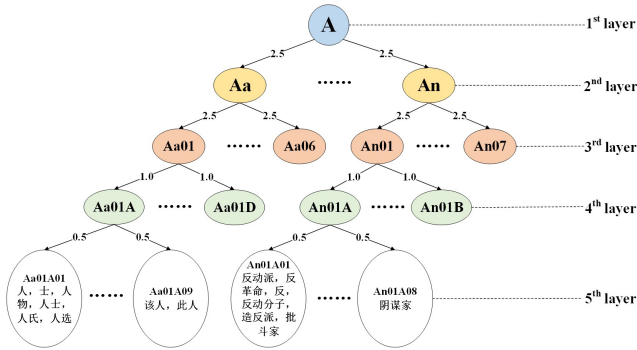 A
1st layer
2.5
2.5
Aa
......
An
2nd layer
2.5
2.5
2.5
2.5
Aa01
......
Aa06
An01
......
An07
3rd layer
1.0
1.0
1.0
1.0
Aa01A
......
Aa01D
An01A
......
An01B
4th layer
0.5
0.5
0.5
0.5
Aa01A01
人，士，人
物，人士，
人氏，人选
......
Aa01A09
该人，此人
An01A01
反动派，反
革命，反，
反动分子，
造反派，批
斗家
......
An01A08
阴谋家
5th layer